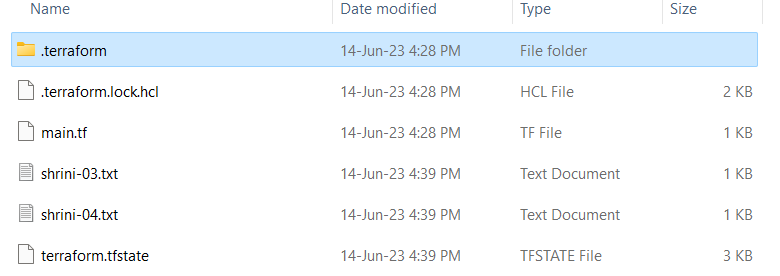 Name Date modified Type Size
.terraform 14-Jun-23 4:28 PM File folder
.terraform.lock.hcl 14-Jun-23 4:28 PM HCL File 2 KB
main.tf 14-Jun-23 4:28 PM TF File 1 KB
shrini-03.txt 14-Jun-23 4:39 PM Text Document 1 KB
shrini-04.txt 14-Jun-23 4:39 PM Text Document 1 KB
terraform.tfstate 14-Jun-23 4:39 PM TFSTATE File 3 KB